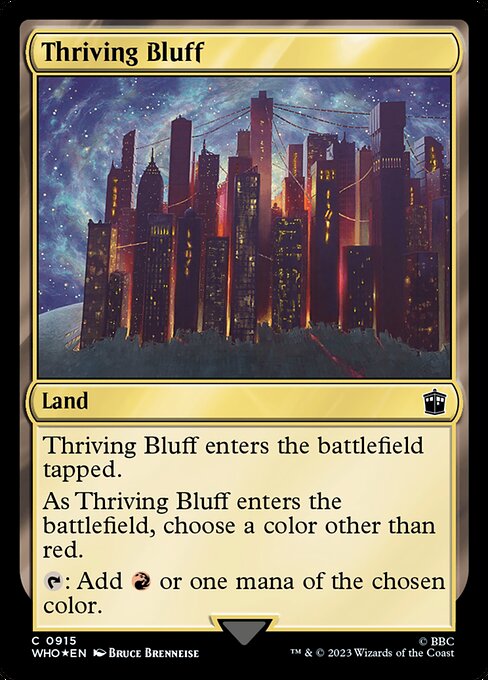 Thriving Bluff
Land
Thriving Bluff enters the battlefield
tapped.
As Thriving Bluff enters the
battlefield, choose a color other than
red.
: Add or one mana of the chosen
color.
C 0915
WHO★EN Bruce Brenneise
© BBC
™ & © 2023 Wizards of the Coast